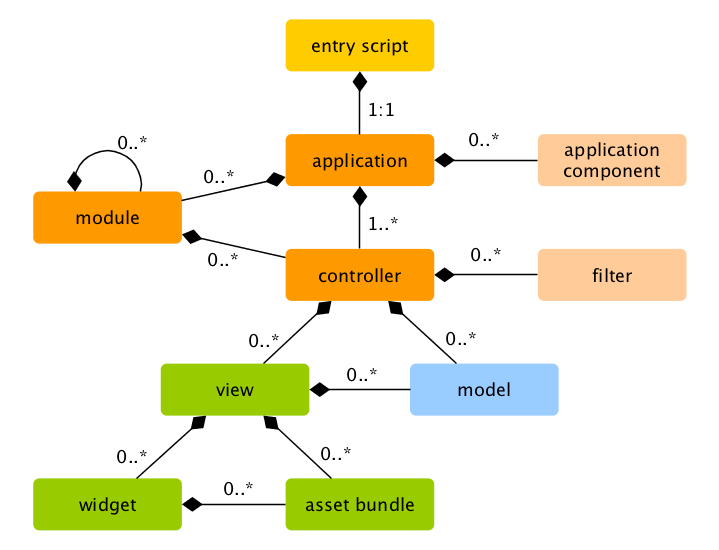 entry script
1:1
0..*
application
0..*
application
component
0..*
module
1..*
0..*
controller
0..*
filter
0..*
0..*
view
0..*
model
0..*
0..*
widget
0..*
asset bundle